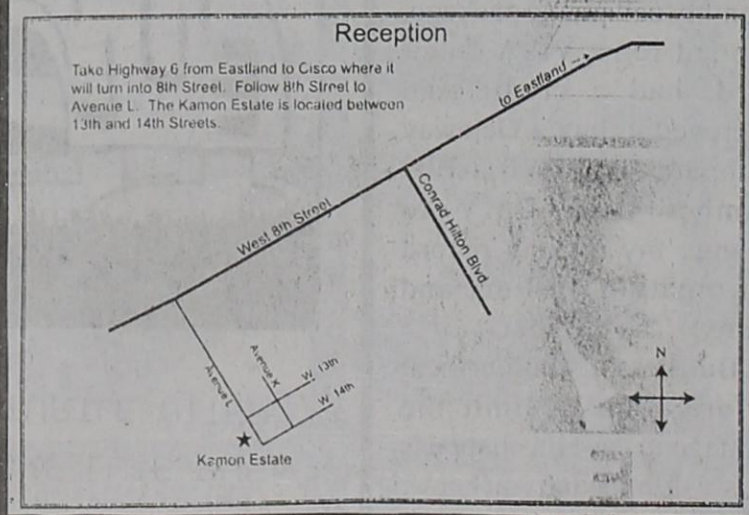 Reception
Take Highway 6 from Eastland to Cisco where it
will turn into 8th Street. Follow 8th Street to
Avenue L. The Kamon Estate is located between
13th and 14th Streets.
to Eastland -->
Conrad Hilton Blvd.
West 8th Street
Avenue L
Avenue K
W. 13th
W. 14th
Kamon Estate
N